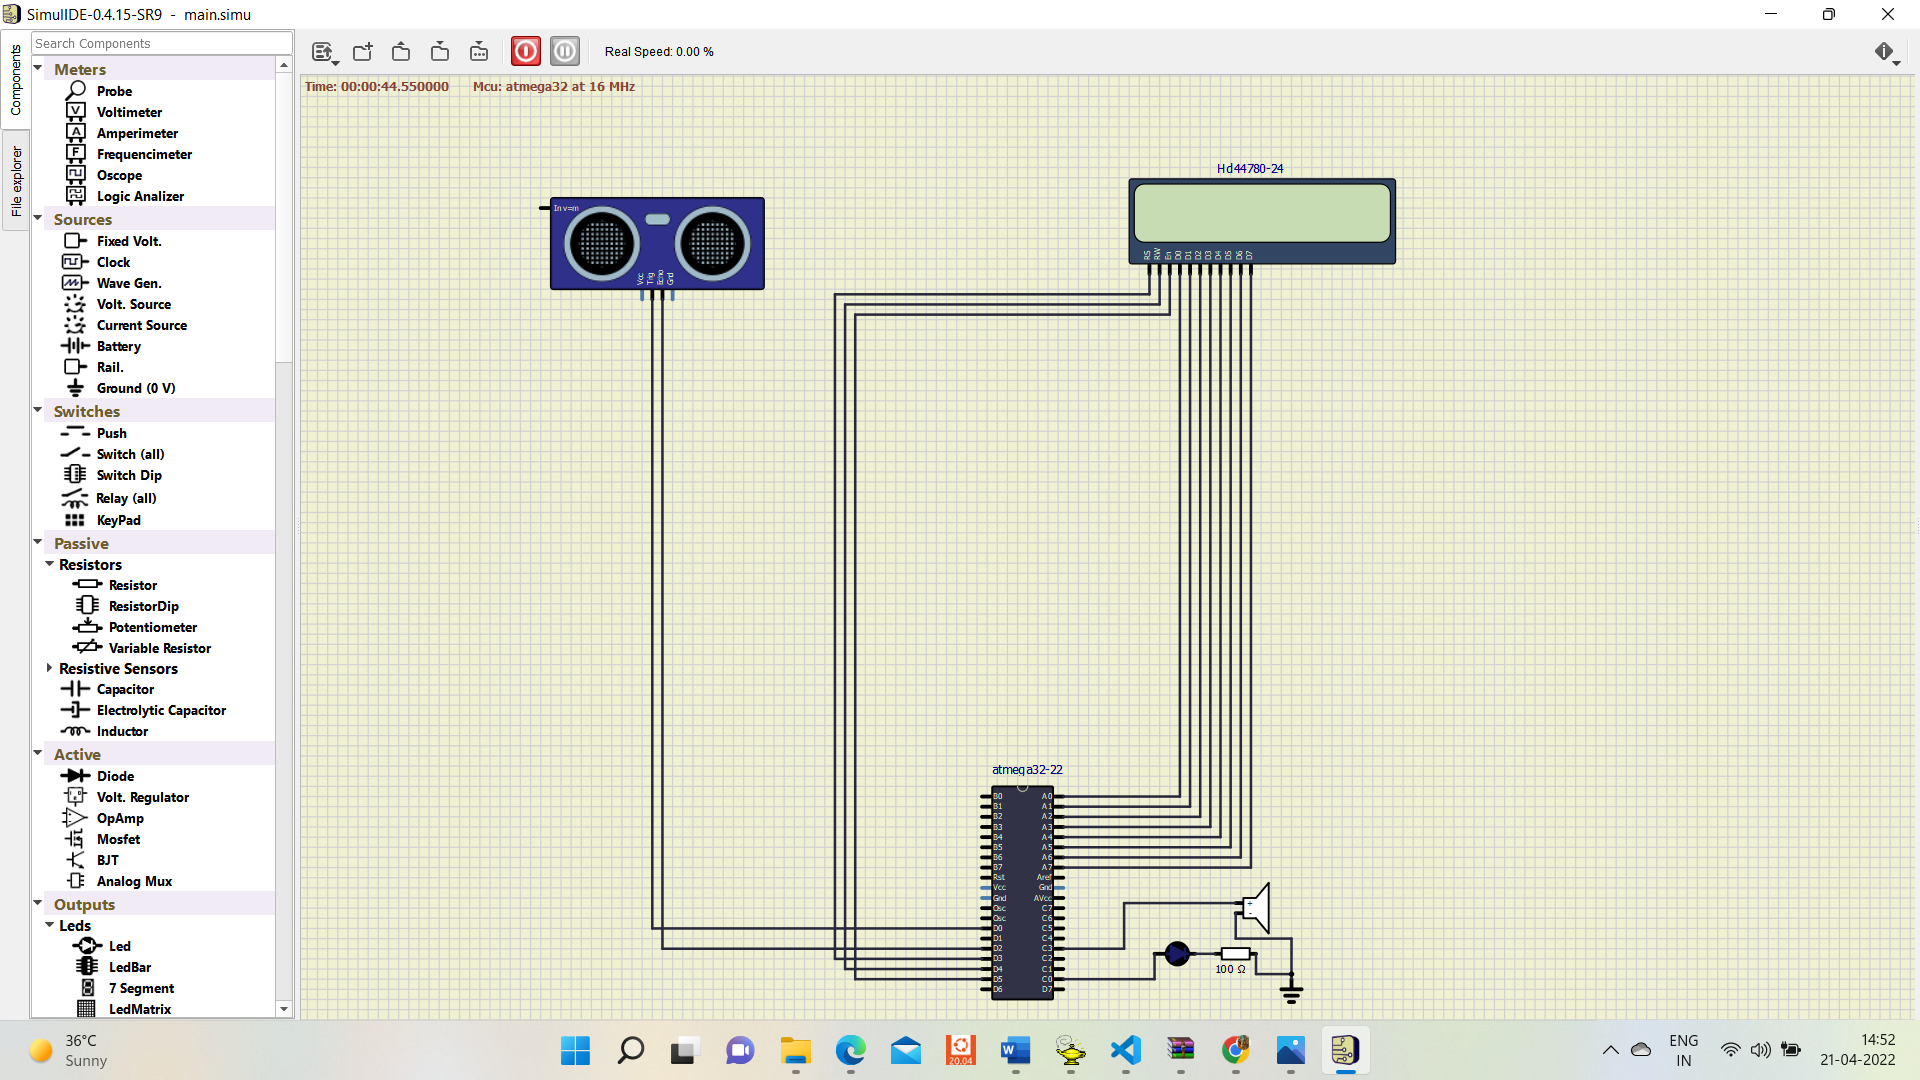 SimulIDE-0.4.15-SR9 - main.simu
Components
File explorer
Search Components
Real Speed: 0.00 %
Time: 00:00:44.550000 Mcu: atmega32 at 16 MHz
Meters
Probe
Voltimeter
Amperimeter
Frequencimeter
Oscope
Logic Analizer
Sources
Fixed Volt.
Clock
Wave Gen.
Volt. Source
Current Source
Battery
Rail.
Ground (0 V)
Switches
Push
Switch (all)
Switch Dip
Relay (all)
KeyPad
Passive
Resistors
Resistor
ResistorDip
Potentiometer
Variable Resistor
Resistive Sensors
Capacitor
Electrolytic Capacitor
Inductor
Active
Diode
Volt. Regulator
OpAmp
Mosfet
BJT
Analog Mux
Outputs
Leds
Led
LedBar
7 Segment
LedMatrix
In v=m
Vcc Trig Echo Gnd
Hd44780-24
RS RW En D0 D1 D2 D3 D4 D5 D6 D7
atmega32-22
B0 A0
B1 A1
B2 A2
B3 A3
B4 A4
B5 A5
B6 A6
B7 A7
Rst Aref
Vcc Gnd
Gnd AVcc
Osc C7
Osc C6
D0 C5
D1 C4
D2 C3
D3 C2
D4 C1
D5 C0
D6 D7
+
-
100 Ω
36°C
Sunny
20.04
ENG
IN
14:52
21-04-2022